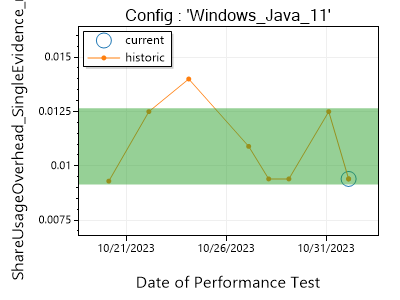 Config : 'Windows_Java_11'
current
historic
0.015
0.0125
0.01
0.0075
10/21/2023
10/26/2023
10/31/2023
Date of Performance Test
ShareUsageOverhead_SingleEvidence_